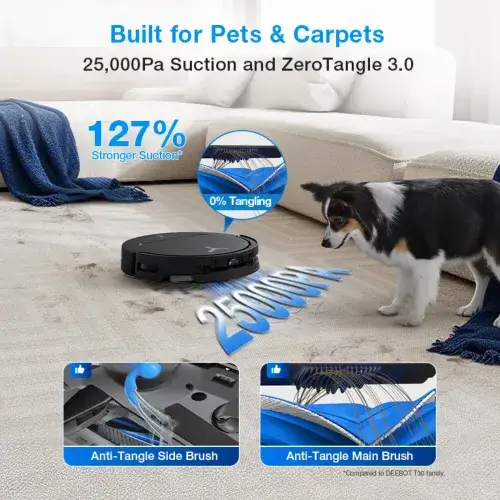 Built for Pets & Carpets
25,000Pa Suction and ZeroTangle 3.0
127%
Stronger Suction*
0% Tangling
25000PA
Anti-Tangle Side Brush
Anti-Tangle Main Brush
*Compared to DEEBOT T30 family.